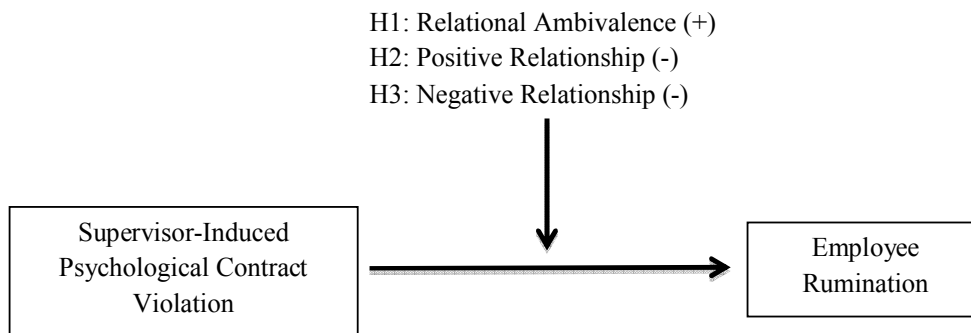 H1: Relational Ambivalence (+)
H2: Positive Relationship (-)
H3: Negative Relationship (-)
Supervisor-Induced
Psychological Contract
Violation
Employee
Rumination